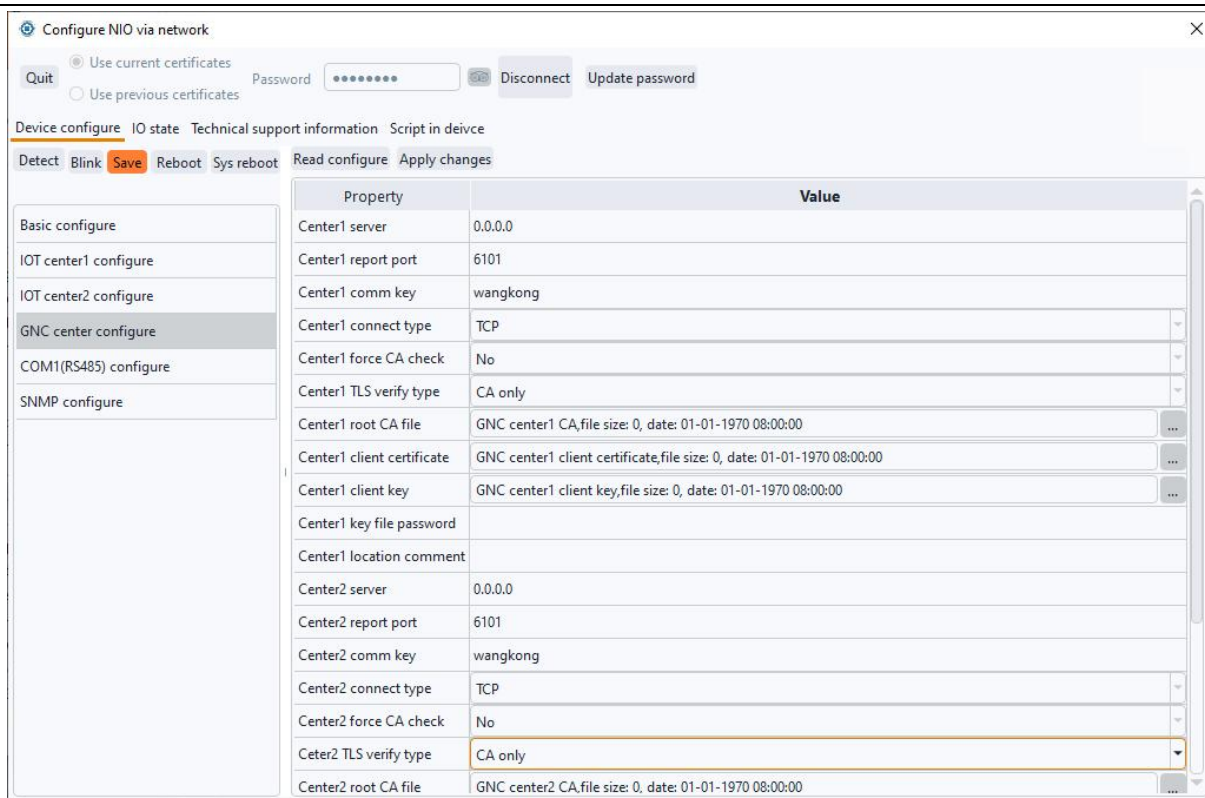 Configure NIO via network
Quit
Use current certificates
Use previous certificates
Password
Disconnect
Update password
Device configure IO state Technical support information Script in deivce
Detect Blink Save Reboot Sys reboot Read configure Apply changes
Basic configure
IOT center1 configure
IOT center2 configure
GNC center configure
COM1(RS485) configure
SNMP configure
Property Value
Center1 server 0.0.0.0
Center1 report port 6101
Center1 comm key wangkong
Center1 connect type TCP
Center1 force CA check No
Center1 TLS verify type CA only
Center1 root CA file GNC center1 CA,file size: 0, date: 01-01-1970 08:00:00 ...
Center1 client certificate GNC center1 client certificate,file size: 0, date: 01-01-1970 08:00:00 ...
Center1 client key GNC center1 client key,file size: 0, date: 01-01-1970 08:00:00 ...
Center1 key file password
Center1 location comment
Center2 server 0.0.0.0
Center2 report port 6101
Center2 comm key wangkong
Center2 connect type TCP
Center2 force CA check No
Ceter2 TLS verify type CA only
Center2 root CA file GNC center2 CA,file size: 0, date: 01-01-1970 08:00:00 ...